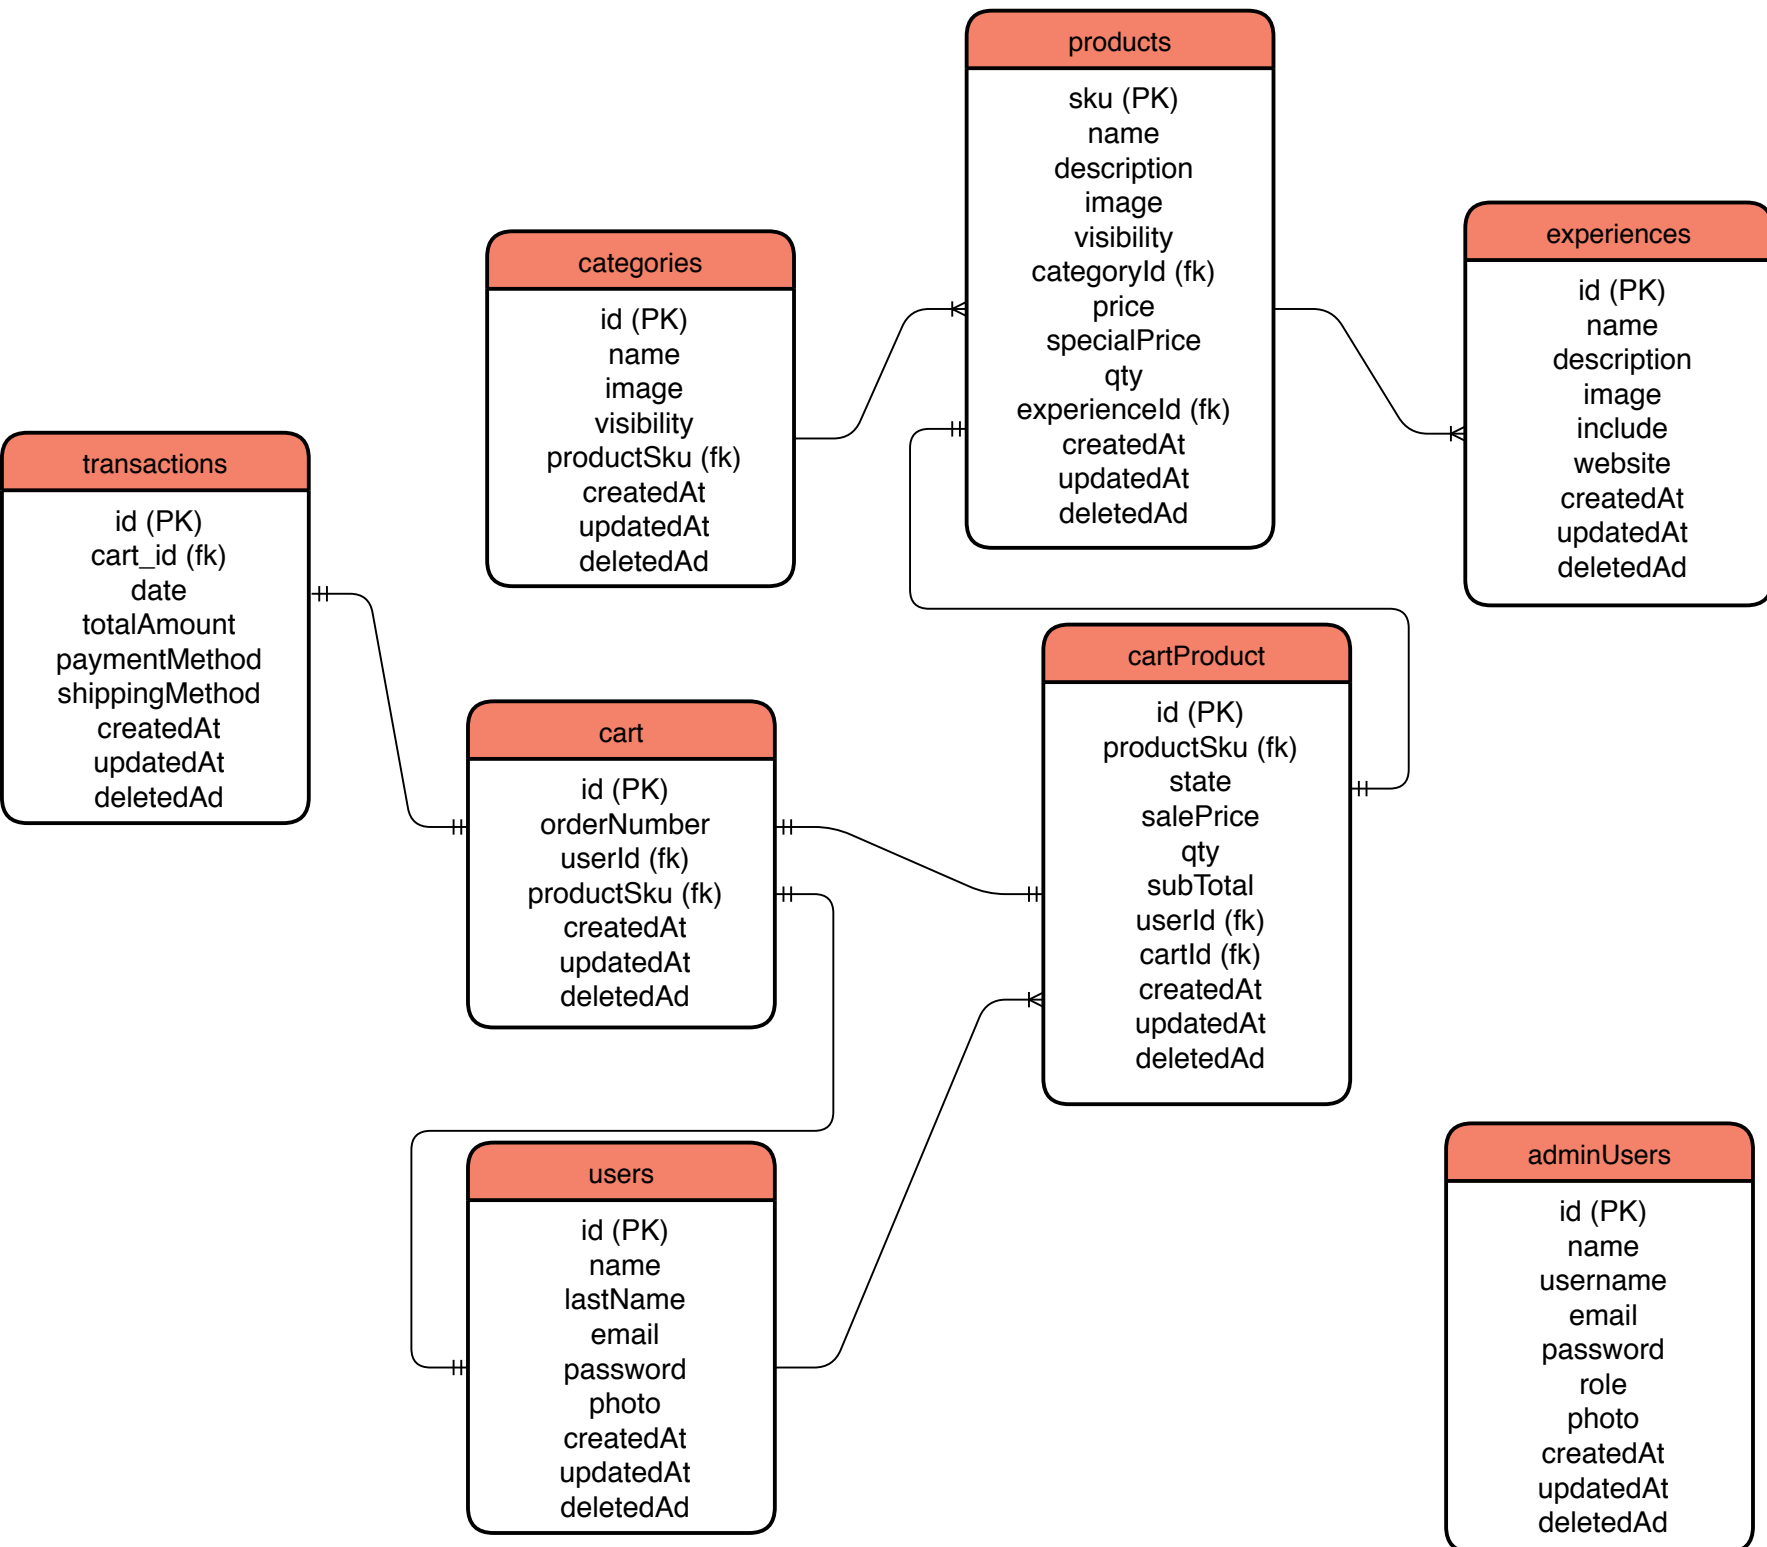 products
sku (PK)
name
description
image
visibility
categoryId (fk)
price
specialPrice
qty
experienceId (fk)
createdAt
updatedAt
deletedAd
experiences
id (PK)
name
description
image
include
website
createdAt
updatedAt
deletedAd
categories
id (PK)
name
image
visibility
productSku (fk)
createdAt
updatedAt
deletedAd
transactions
id (PK)
cart_id (fk)
date
totalAmount
paymentMethod
shippingMethod
createdAt
updatedAt
deletedAd
cart
id (PK)
orderNumber
userId (fk)
productSku (fk)
createdAt
updatedAt
deletedAd
cartProduct
id (PK)
productSku (fk)
state
salePrice
qty
subTotal
userId (fk)
cartId (fk)
createdAt
updatedAt
deletedAd
users
id (PK)
name
lastName
email
password
photo
createdAt
updatedAt
deletedAd
adminUsers
id (PK)
name
username
email
password
role
photo
createdAt
updatedAt
deletedAd